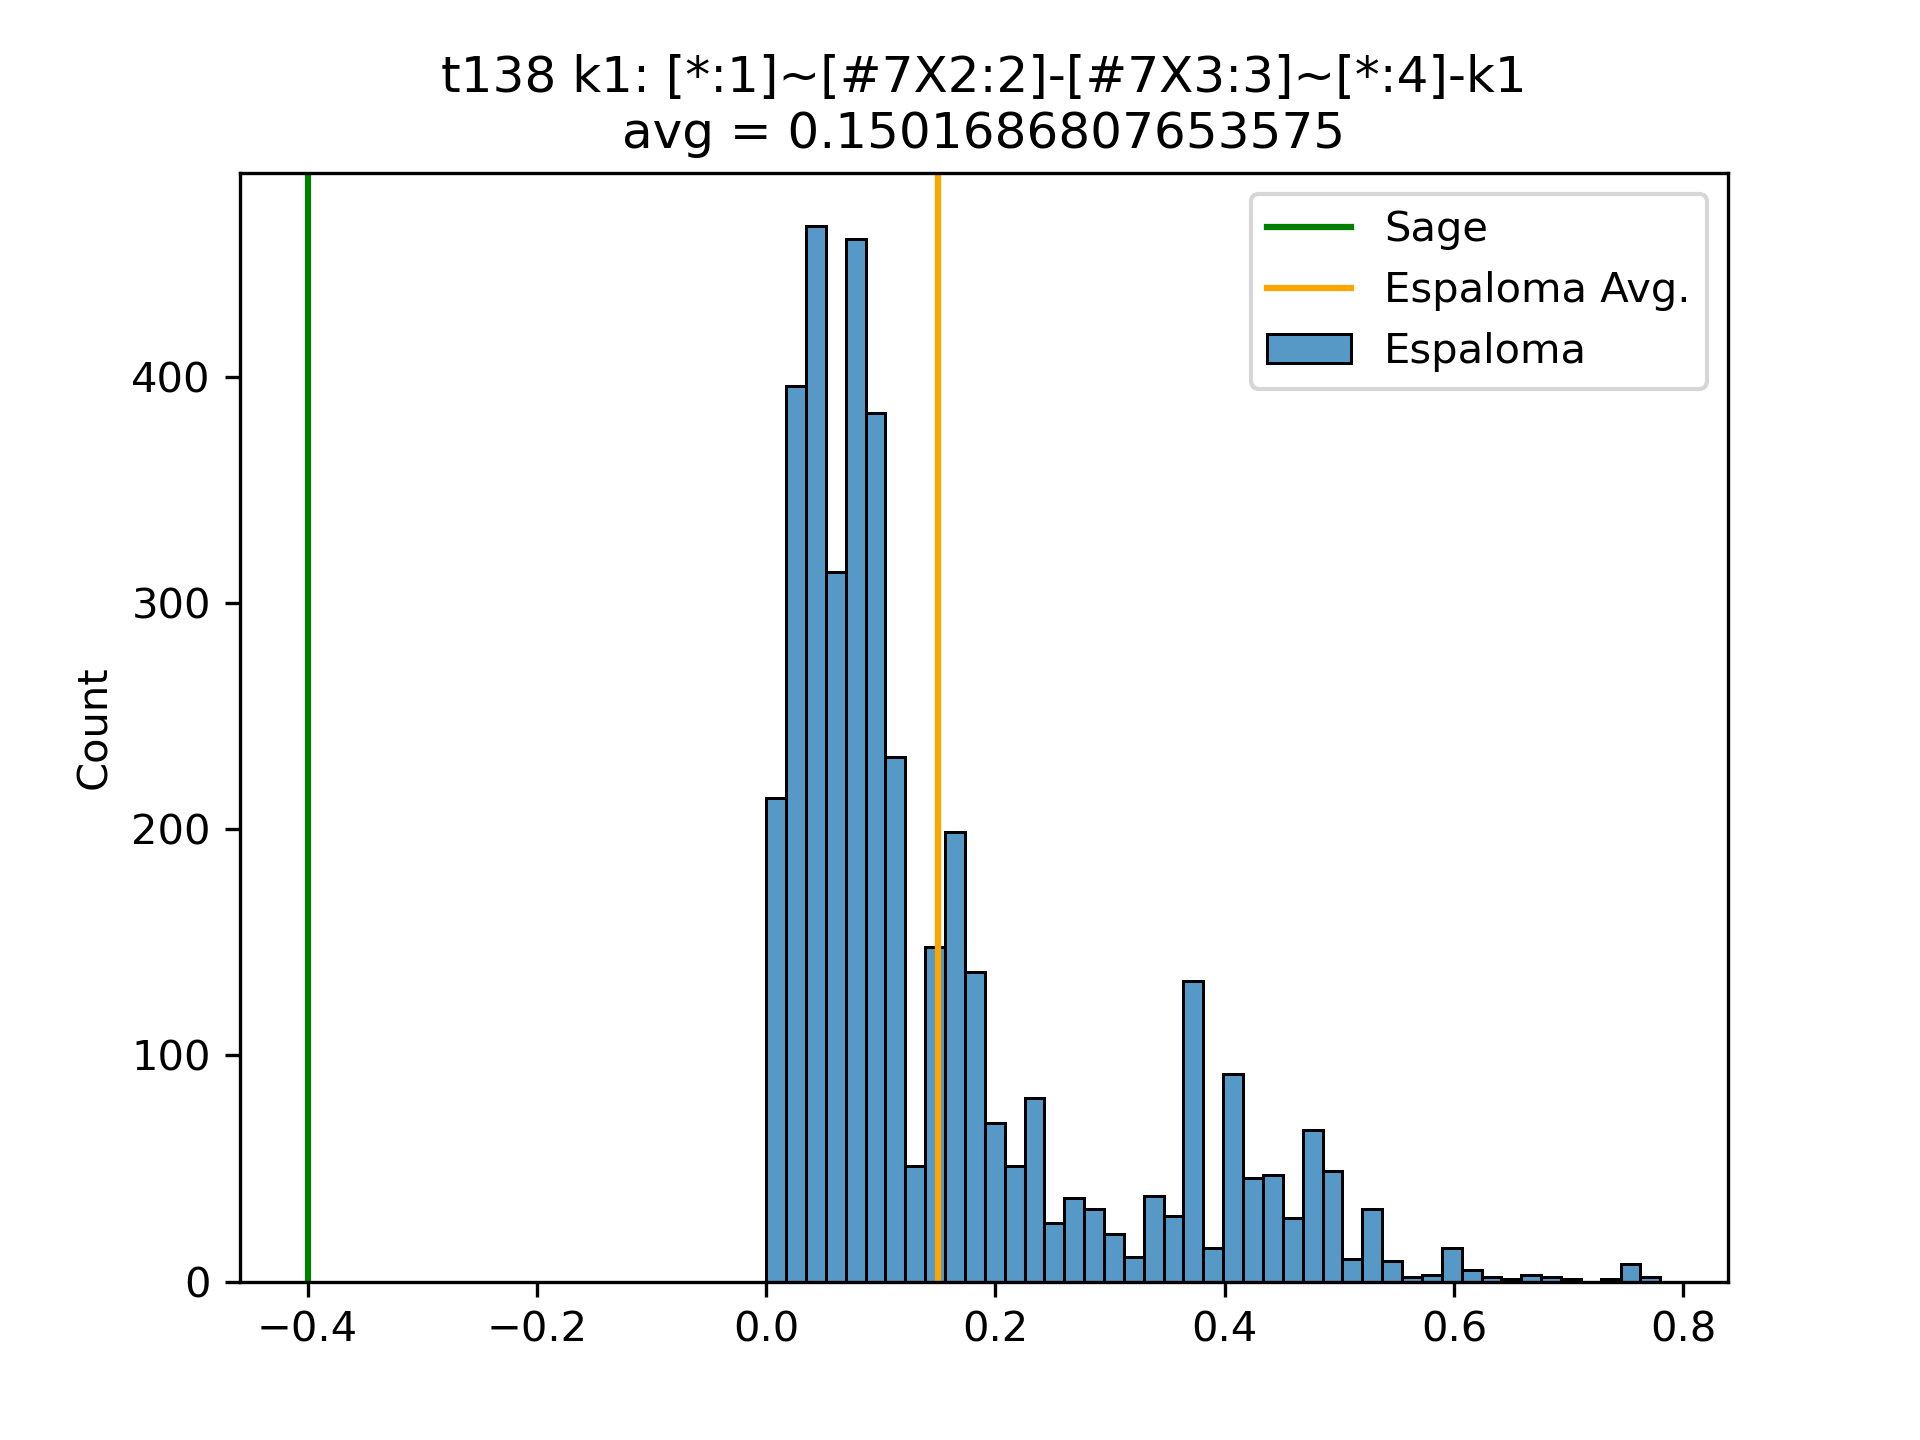 t138 k1: [*:1]~[#7X2:2]-[#7X3:3]~[*:4]-k1
avg = 0.1501686807653575
Sage
Espaloma Avg.
Espaloma
Count
400
300
200
100
0
−0.4 −0.2 0.0 0.2 0.4 0.6 0.8